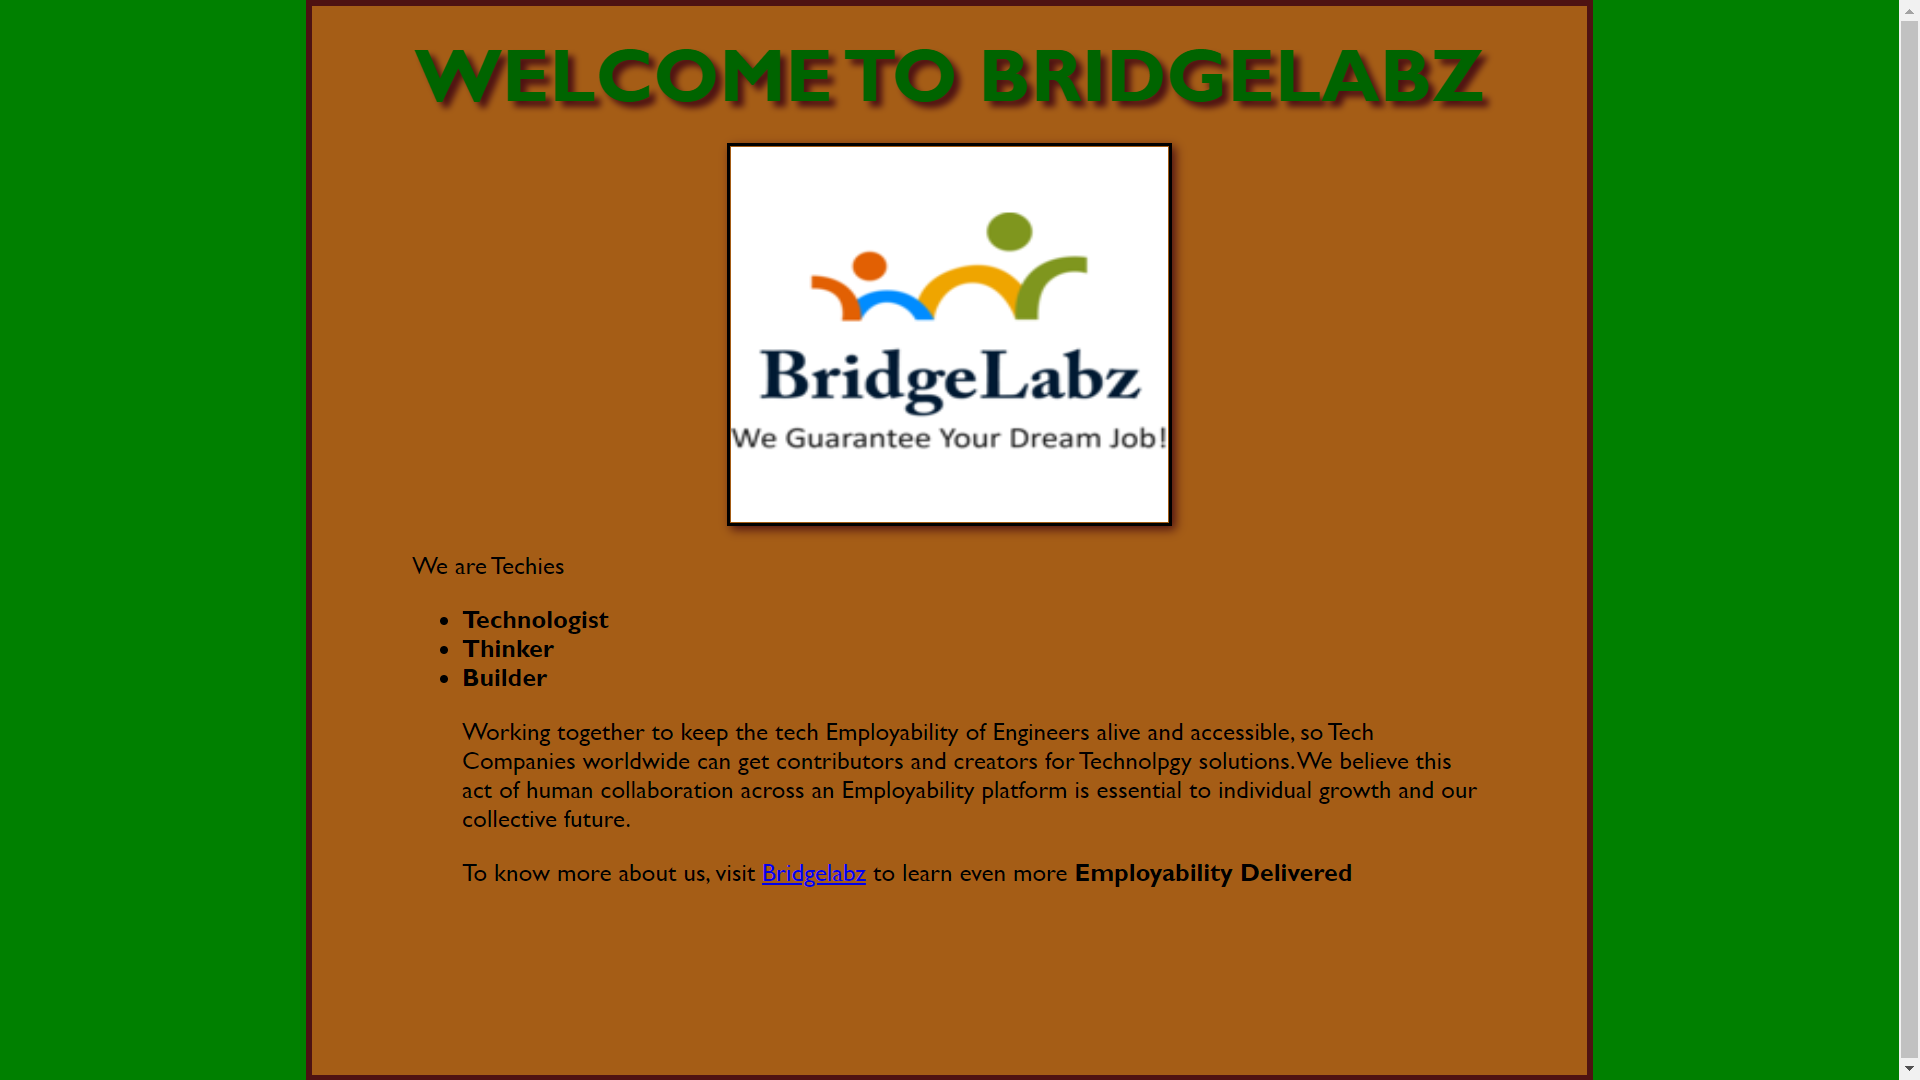 WELCOME TO BRIDGELABZ
BridgeLabz
We Guarantee Your Dream Job!
We are Techies
• Technologist
• Thinker
• Builder
Working together to keep the tech Employability of Engineers alive and accessible, so Tech
Companies worldwide can get contributors and creators for Technolpgy solutions. We believe this
act of human collaboration across an Employability platform is essential to individual growth and our
collective future.
To know more about us, visit Bridgelabz to learn even more Employability Delivered